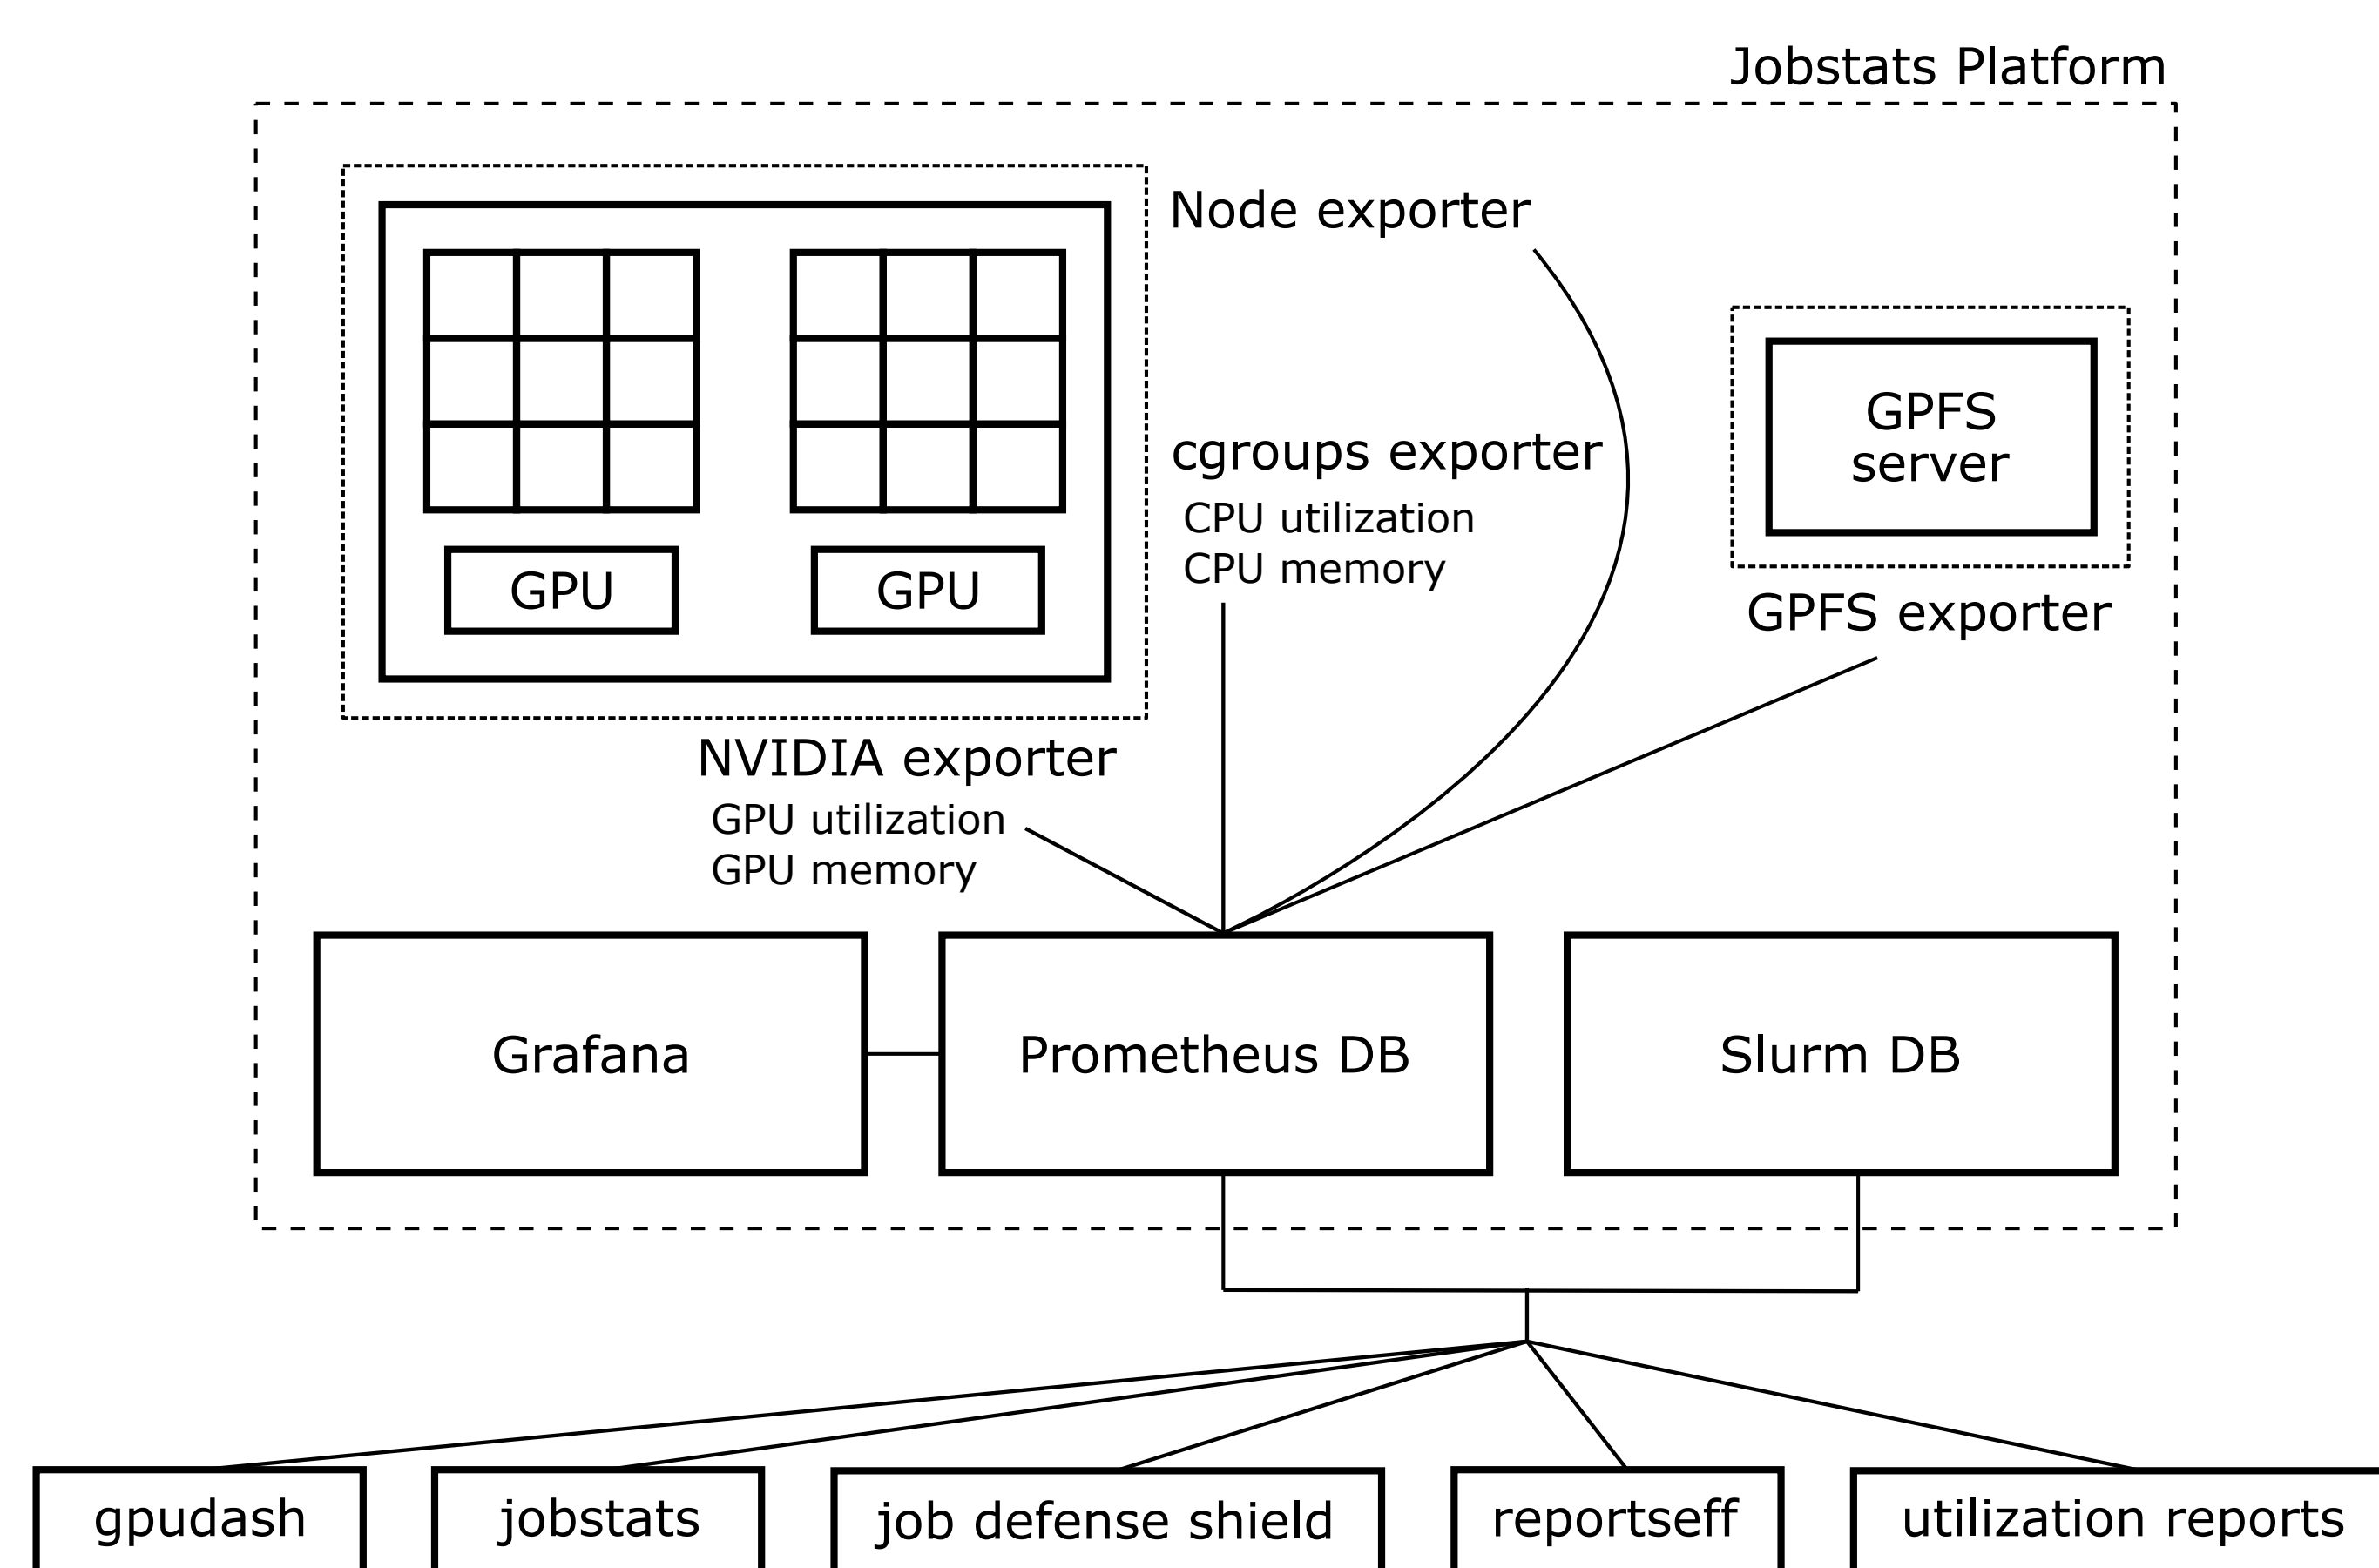 Jobstats Platform
Node exporter
cgroups exporter
CPU utilization
CPU memory
GPU
GPU
GPFS
server
GPFS exporter
NVIDIA exporter
GPU utilization
GPU memory
Grafana
Prometheus DB
Slurm DB
gpudash
jobstats
job defense shield
reportseff
utilization reports